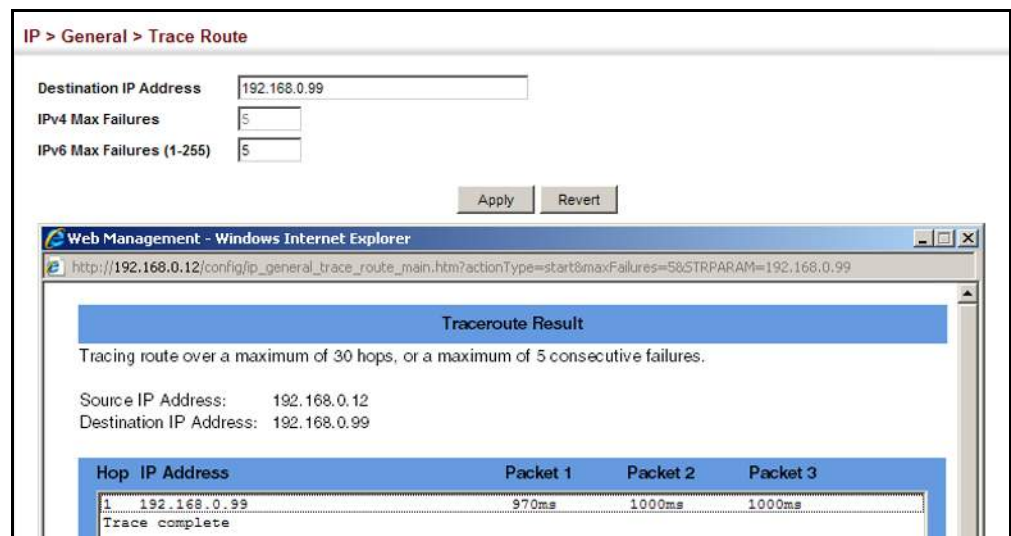 IP > General > Trace Route
Destination IP Address 192.168.0.99
IPv4 Max Failures 5
IPv6 Max Failures (1-255) 5
Apply Revert
Web Management - Windows Internet Explorer
http://192.168.0.12/config/ip_general_trace_route_main.htm?actionType=start&maxFailures=5&STRPARAM=192.168.0.99
Traceroute Result
Tracing route over a maximum of 30 hops, or a maximum of 5 consecutive failures.
Source IP Address: 192.168.0.12
Destination IP Address: 192.168.0.99
Hop IP Address Packet 1 Packet 2 Packet 3
1 192.168.0.99 970ms 1000ms 1000ms
Trace complete